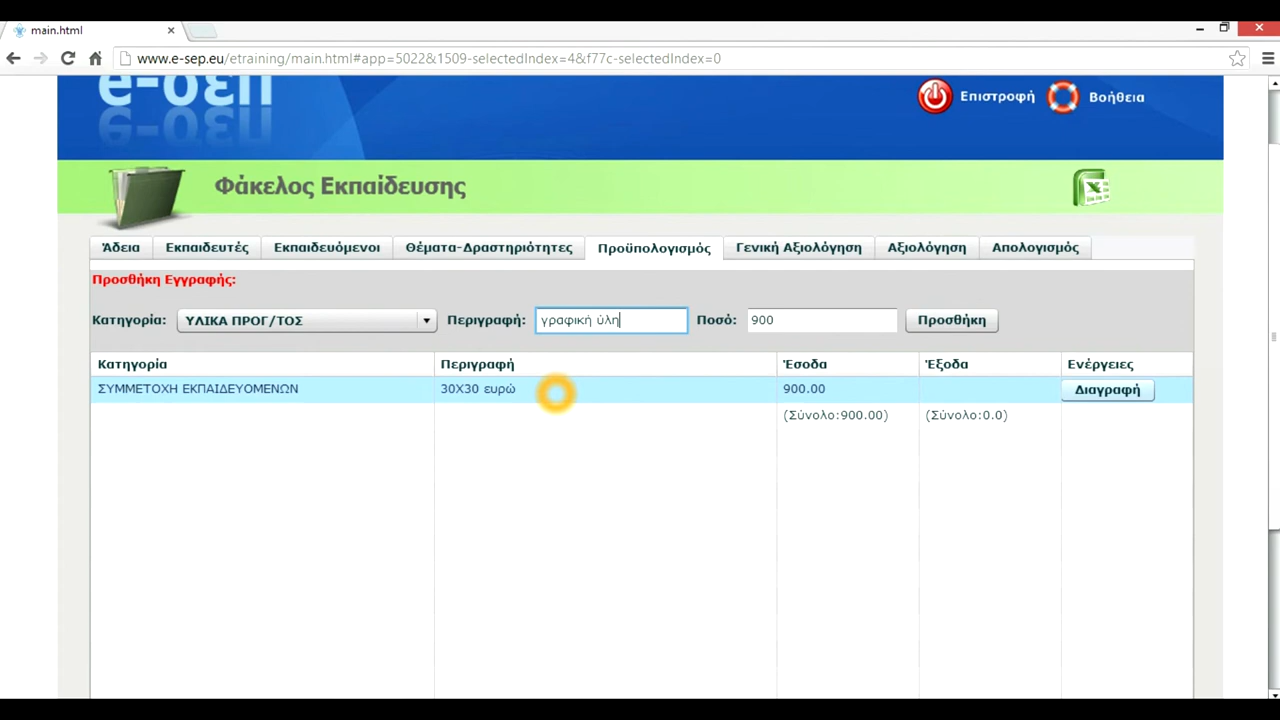 main.html
www.e-sep.eu/etraining/main.html#app=5022&1509-selectedIndex=4&f77c-selectedIndex=0
e-σεπ
Επιστροφή
Βοήθεια
Φάκελος Εκπαίδευσης
Άδεια Εκπαιδευτές Εκπαιδευόμενοι Θέματα-Δραστηριότητες Προϋπολογισμός Γενική Αξιολόγηση Αξιολόγηση Απολογισμός
Προσθήκη Εγγραφής:
Κατηγορία: ΥΛΙΚΑ ΠΡΟΓ/ΤΟΣ Περιγραφή: γραφική ύλη Ποσό: 900 Προσθήκη
Κατηγορία Περιγραφή Έσοδα Έξοδα Ενέργειες
ΣΥΜΜΕΤΟΧΗ ΕΚΠΑΙΔΕΥΟΜΕΝΩΝ 30Χ30 ευρώ 900.00 Διαγραφή
(Σύνολο:900.00) (Σύνολο:0.0)